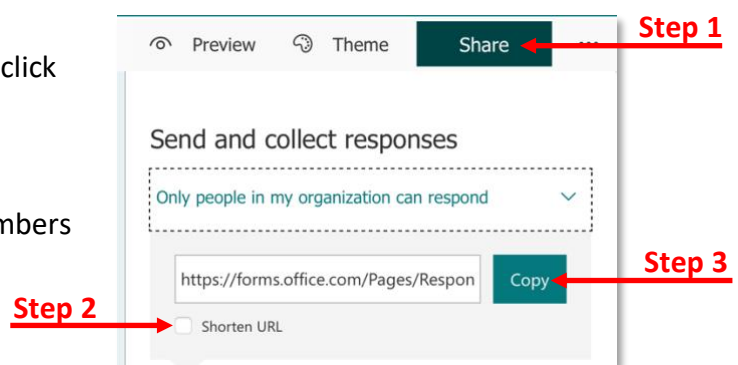 Step 1
Preview Theme Share ...
click
Send and collect responses
Only people in my organization can respond
mbers
https://forms.office.com/Pages/Respon Copy
Step 3
Step 2
Shorten URL